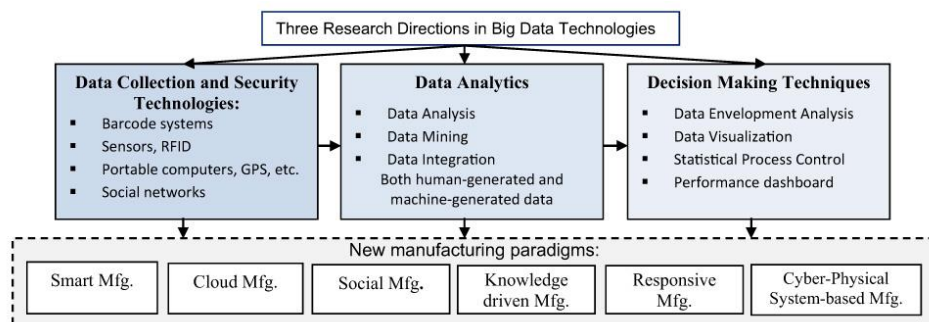 Three Research Directions in Big Data Technologies
Data Collection and Security
Technologies:
▪ Barcode systems
▪ Sensors, RFID
▪ Portable computers, GPS, etc.
▪ Social networks
Data Analytics
▪ Data Analysis
▪ Data Mining
▪ Data Integration
Both human-generated and
machine-generated data
Decision Making Techniques
▪ Data Envelopment Analysis
▪ Data Visualization
▪ Statistical Process Control
▪ Performance dashboard
New manufacturing paradigms:
Smart Mfg.
Cloud Mfg.
Social Mfg.
Knowledge
driven Mfg.
Responsive
Mfg.
Cyber-Physical
System-based Mfg.